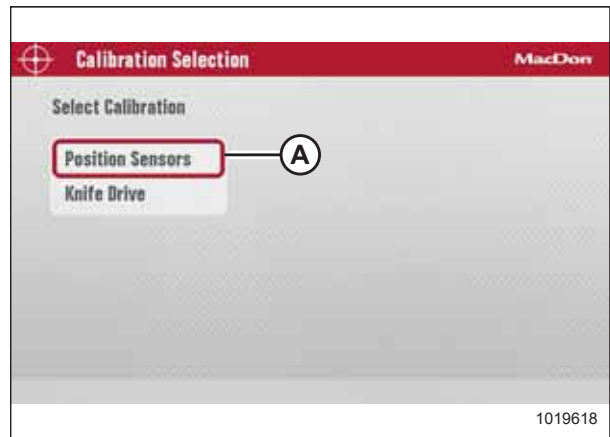 Calibration Selection
MacDon
Select Calibration
Position Sensors
A
Knife Drive
1019618